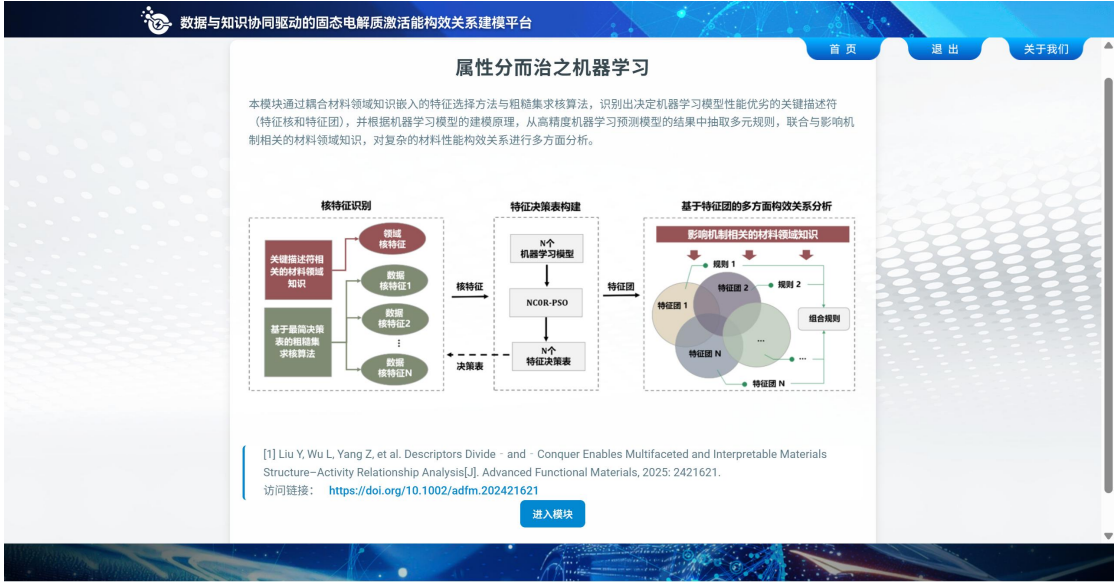 数据与知识协同驱动的固态电解质激活能构效关系建模平台
首 页
退 出
关于我们
属性分而治之机器学习
本模块通过耦合材料领域知识嵌入的特征选择方法与粗糙集求核算法，识别出决定机器学习模型性能优劣的关键描述符
（特征核和特征团），并根据机器学习模型的建模原理，从高精度机器学习预测模型的结果中抽取多元规则，联合与影响机
制相关的材料领域知识，对复杂的材料性能构效关系进行多方面分析。
核特征识别
关键描述符相
关的材料领域
知识
基于最简决策
表的粗糙集
求核算法
领域
核特征
数据
核特征1
数据
核特征2
⋮
数据
核特征N
核特征
决策表
特征决策表构建
N个
机器学习模型
NCOR-PSO
N个
特征决策表
特征团
基于特征团的多方面构效关系分析
影响机制相关的材料领域知识
规则 1
特征团 1
特征团 2
规则 2
组合规则
...
特征团 N
...
特征团 N
[1] Liu Y, Wu L, Yang Z, et al. Descriptors Divide‐and‐Conquer Enables Multifaceted and Interpretable Materials
Structure–Activity Relationship Analysis[J]. Advanced Functional Materials, 2025: 2421621.
访问链接： https://doi.org/10.1002/adfm.202421621
进入模块